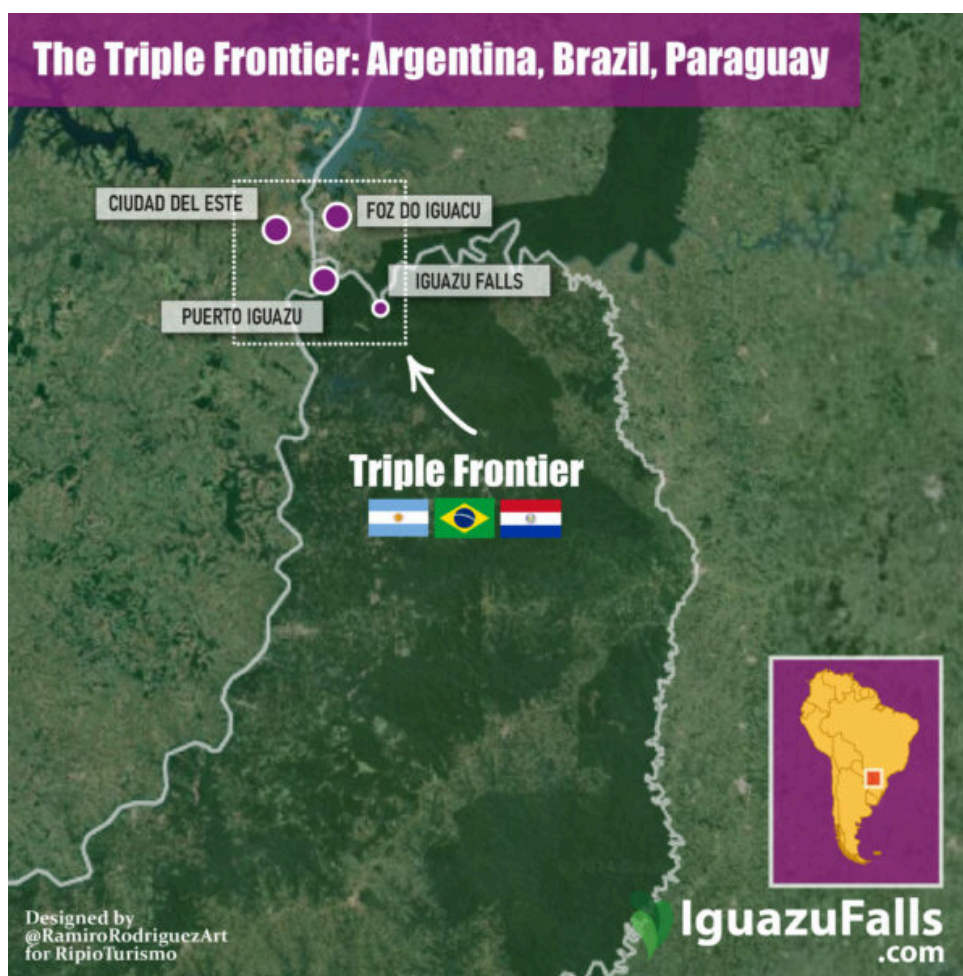 The Triple Frontier: Argentina, Brazil, Paraguay
CIUDAD DEL ESTE
FOZ DO IGUACU
IGUAZU FALLS
PUERTO IGUAZU
Triple Frontier
Designed by
@RamiroRodriguezArt
for RipioTurismo
IguazuFalls
.com